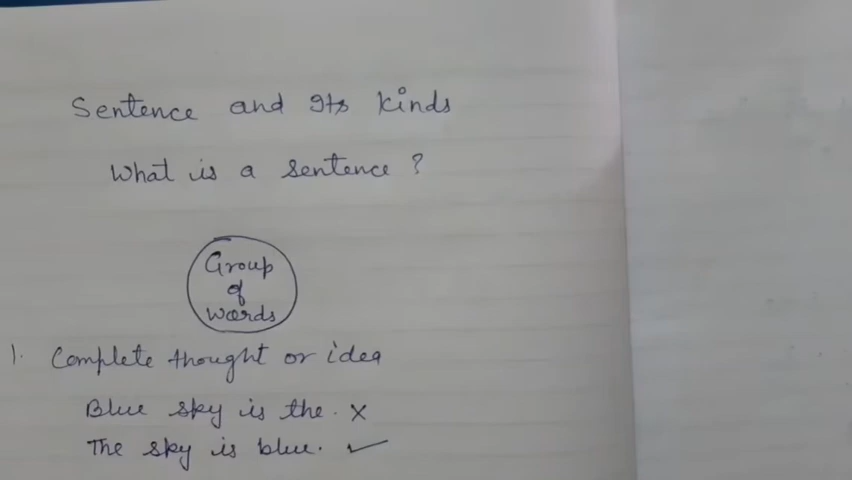 Sentence and Its Kinds
What is a sentence ?
Group
of
words
1. Complete thought or idea
Blue sky is the. ×
The sky is blue. ✓